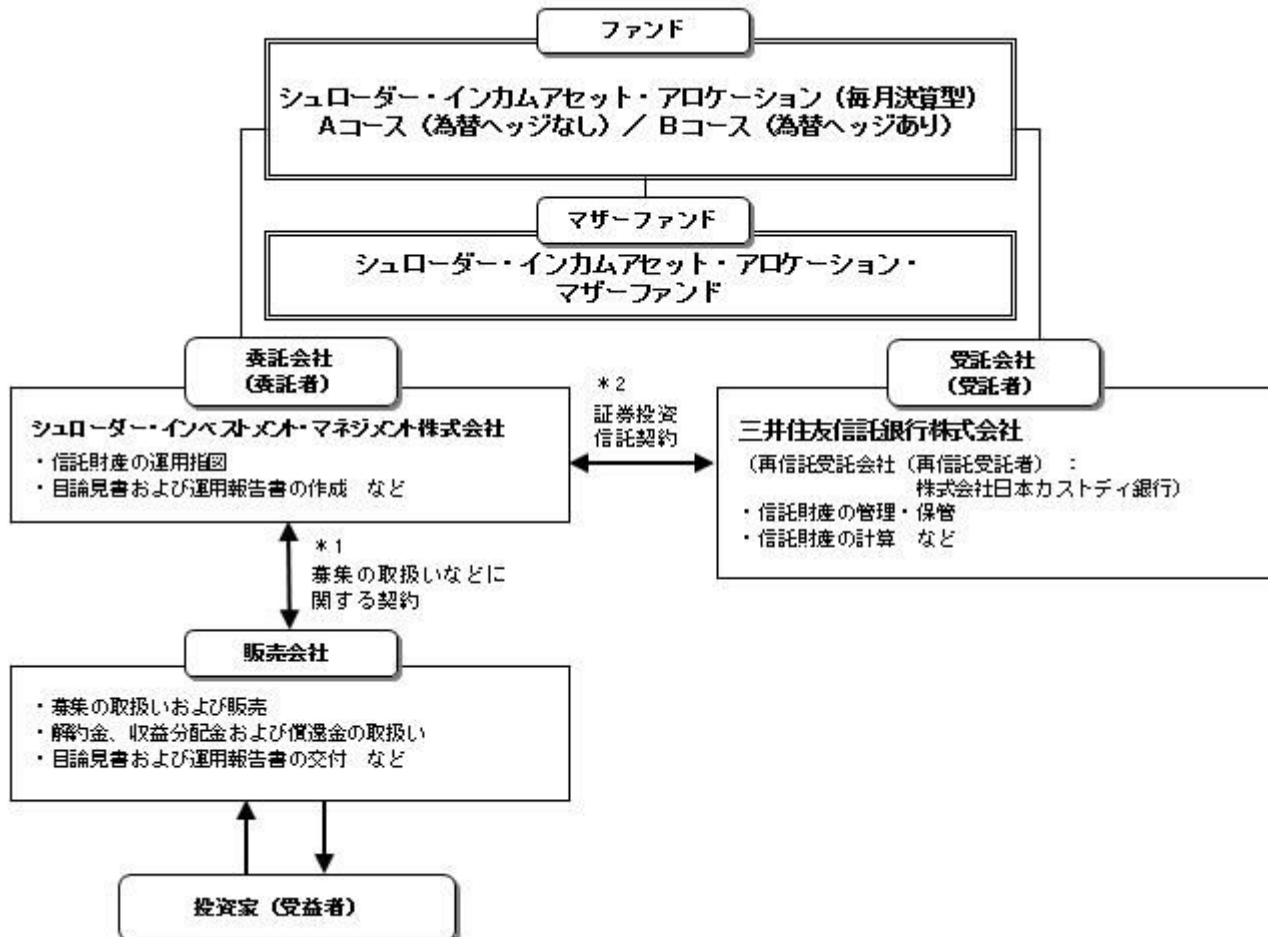 ファンド
シュローダー・インカムアセット・アロケーション（毎月決算型）
Aコース（為替ヘッジなし）／ Bコース（為替ヘッジあり）
マザーファンド
シュローダー・インカムアセット・アロケーション・
マザーファンド
委託会社
（委託者）
シュローダー・インベストメント・マネジメント株式会社
・信託財産の運用指図
・目論見書および運用報告書の作成　など
＊2
証券投資
信託契約
受託会社
（受託者）
三井住友信託銀行株式会社
（再信託受託会社（再信託受託者）：
株式会社日本カストディ銀行）
・信託財産の管理・保管
・信託財産の計算　など
＊1
募集の取扱いなどに
関する契約
販売会社
・募集の取扱いおよび販売
・解約金、収益分配金および償還金の取扱い
・目論見書および運用報告書の交付　など
投資家（受益者）